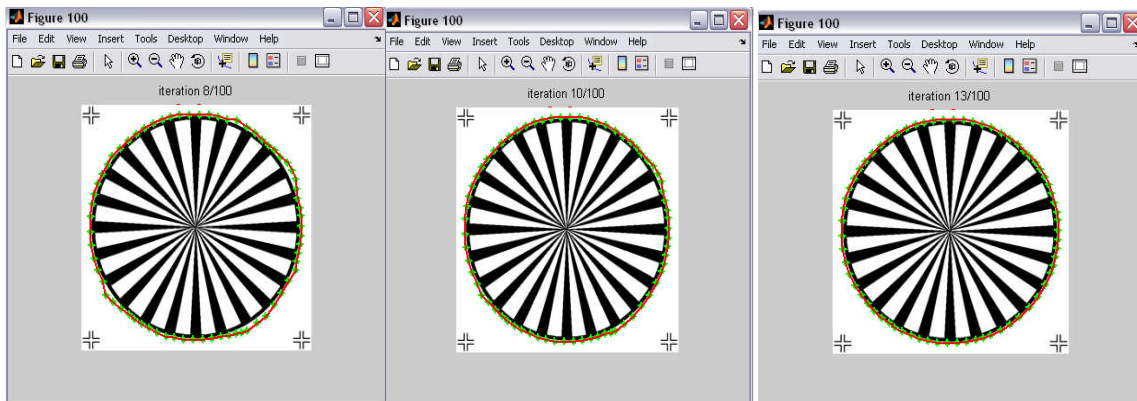 Figure 100
File Edit View Insert Tools Desktop Window Help
iteration 8/100
Figure 100
File Edit View Insert Tools Desktop Window Help
iteration 10/100
Figure 100
File Edit View Insert Tools Desktop Window Help
iteration 13/100